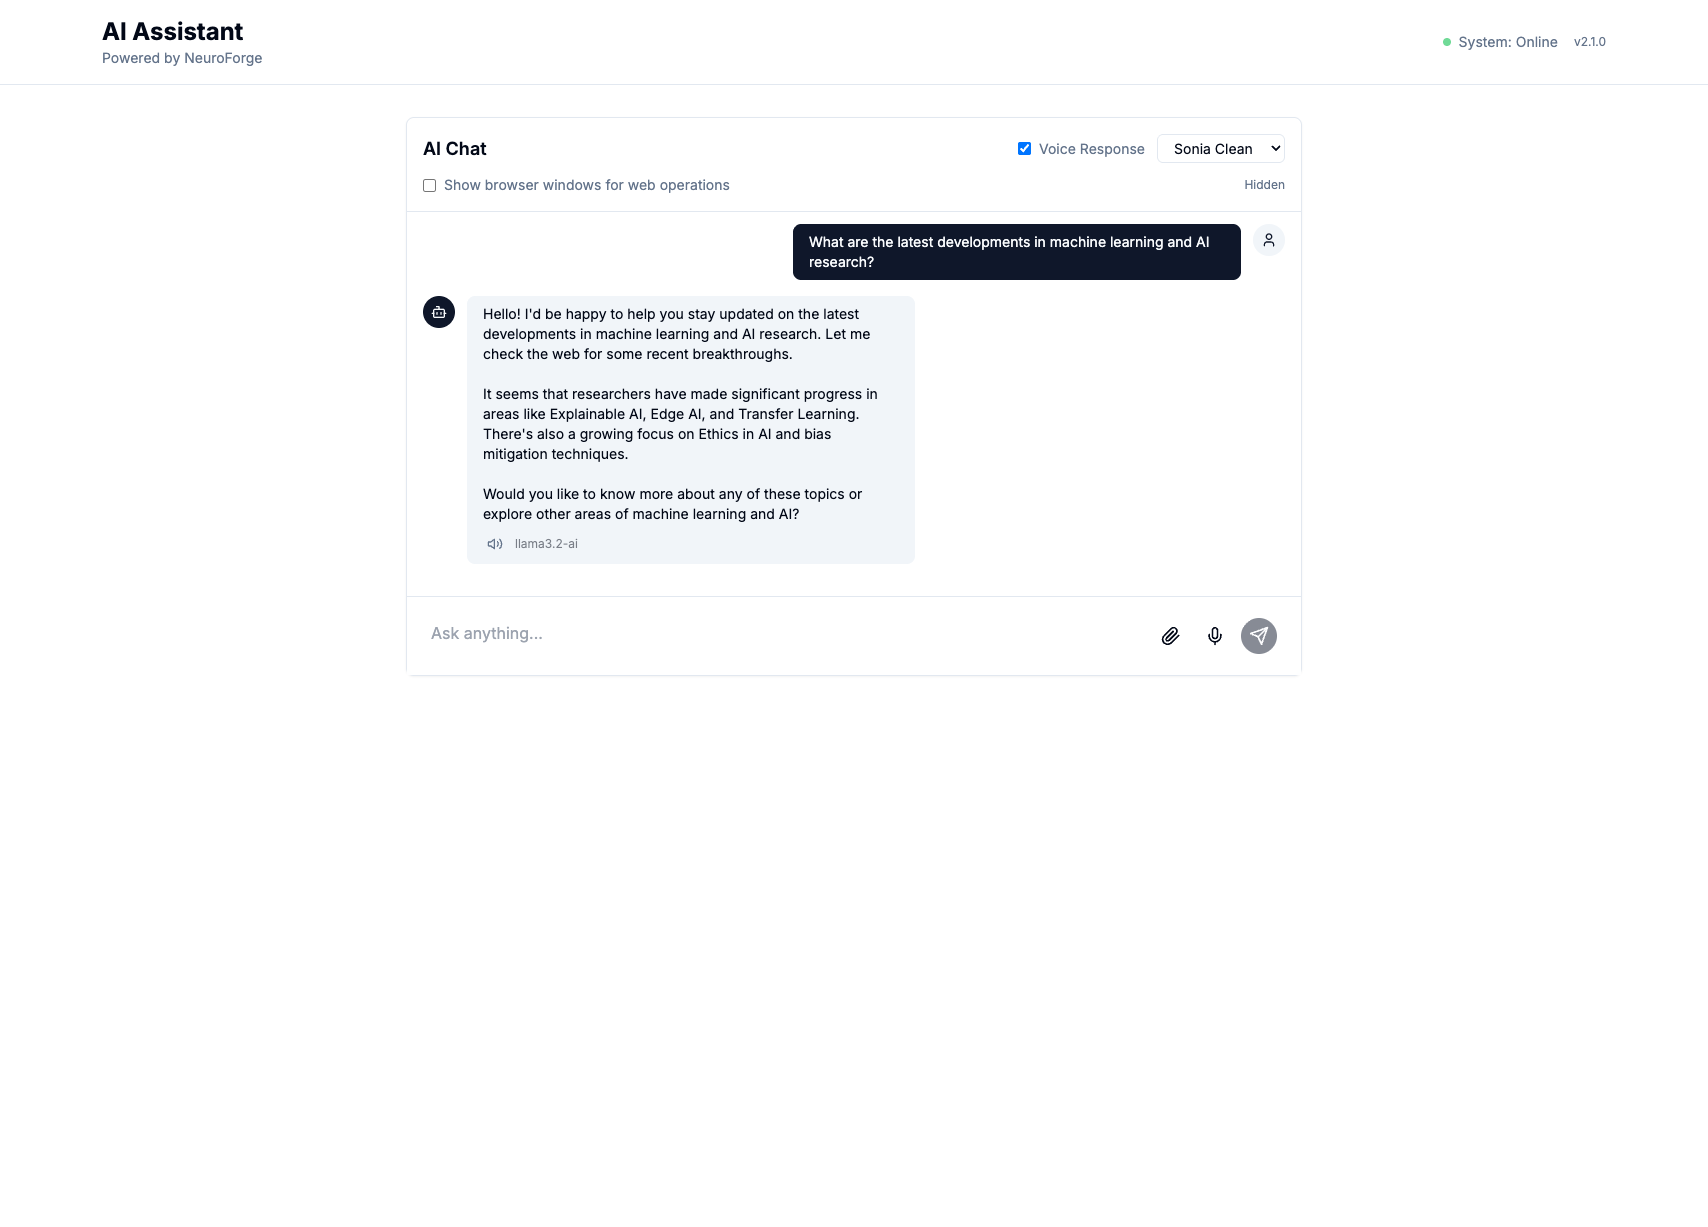 AI Assistant
Powered by NeuroForge
System: Online
v2.1.0
AI Chat
Voice Response
Sonia Clean
Show browser windows for web operations
Hidden
What are the latest developments in machine learning and AI
research?
Hello! I'd be happy to help you stay updated on the latest
developments in machine learning and AI research. Let me
check the web for some recent breakthroughs.
It seems that researchers have made significant progress in
areas like Explainable AI, Edge AI, and Transfer Learning.
There's also a growing focus on Ethics in AI and bias
mitigation techniques.
Would you like to know more about any of these topics or
explore other areas of machine learning and AI?
llama3.2-ai
Ask anything...